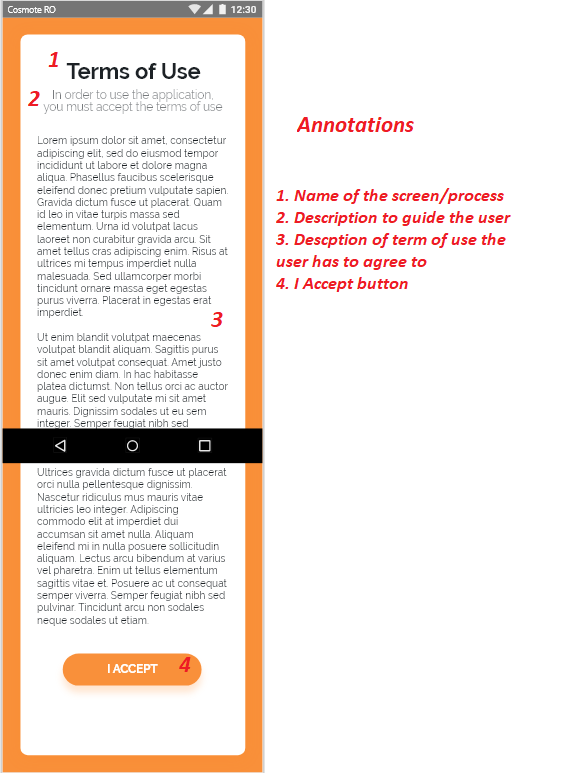 Cosmote RO 12:30
1
Terms of Use
2 In order to use the application,
you must accept the terms of use
Lorem ipsum dolor sit amet, consectetur
adipiscing elit, sed do eiusmod tempor
incididunt ut labore et dolore magna
aliqua. Phasellus faucibus scelerisque
eleifend donec pretium vulputate sapien.
Gravida dictum fusce ut placerat. Quam
id leo in vitae turpis massa sed
elementum. Urna id volutpat lacus
laoreet non curabitur gravida arcu. Sit
amet tellus cras adipiscing enim. Risus at
ultrices mi tempus imperdiet nulla
malesuada. Sed ullamcorper morbi
tincidunt ornare massa eget egestas
purus viverra. Placerat in egestas erat
imperdiet.
3
Ut enim blandit volutpat maecenas
volutpat blandit aliquam. Sagittis purus
sit amet volutpat consequat. Amet justo
donec enim diam. In hac habitasse
platea dictumst. Non tellus orci ac auctor
augue. Elit sed vulputate mi sit amet
mauris. Dignissim sodales ut eu sem
integer. Semper feugiat nibh sed
Ultrices gravida dictum fusce ut placerat
orci nulla pellentesque dignissim.
Nascetur ridiculus mus mauris vitae
ultricies leo integer. Adipiscing
commodo elit at imperdiet dui
accumsan sit amet nulla. Aliquam
eleifend mi in nulla posuere sollicitudin
aliquam. Lectus arcu bibendum at varius
vel pharetra. Enim ut tellus elementum
sagittis vitae et. Posuere ac ut consequat
semper viverra. Semper feugiat nibh sed
pulvinar. Tincidunt arcu non sodales
neque sodales ut etiam.
I ACCEPT 4
Annotations
1. Name of the screen/process
2. Description to guide the user
3. Descption of term of use the
user has to agree to
4. I Accept button